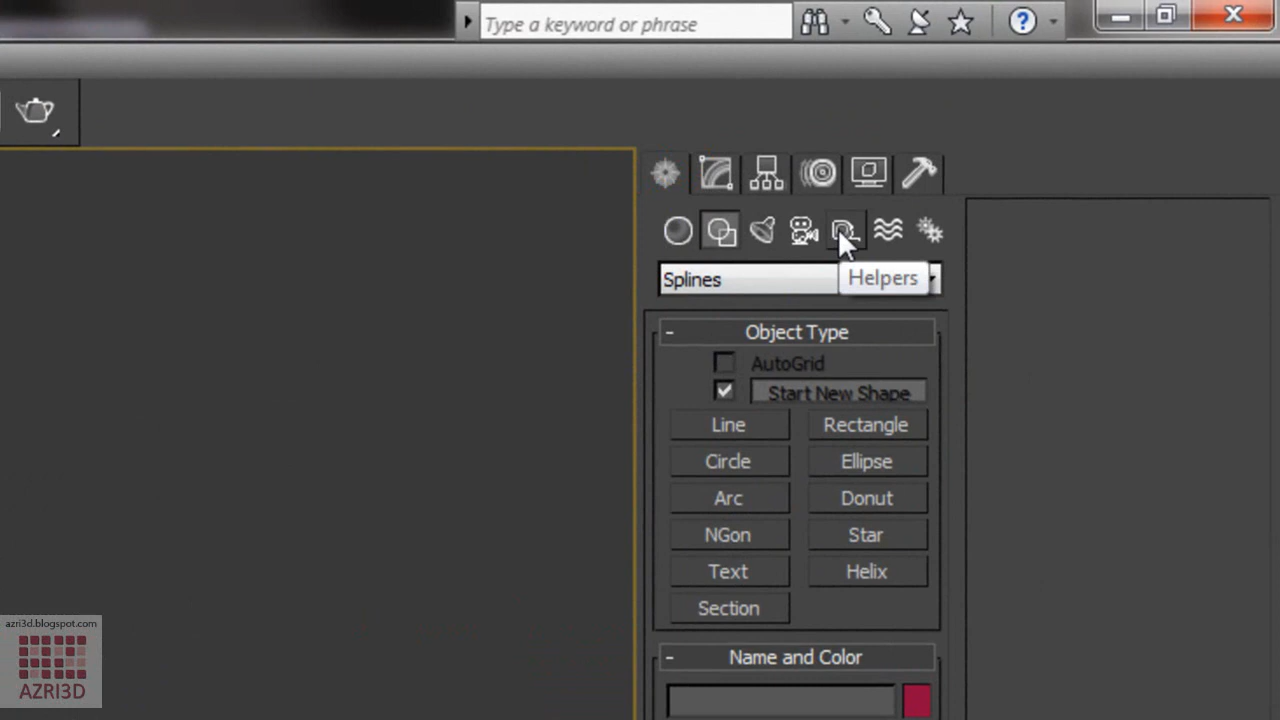 Type a keyword or phrase
?
Splines
Helpers
- Object Type
AutoGrid
Start New Shape
Line Rectangle
Circle Ellipse
Arc Donut
NGon Star
Text Helix
Section
- Name and Color
azri3d.blogspot.com
AZRI3D